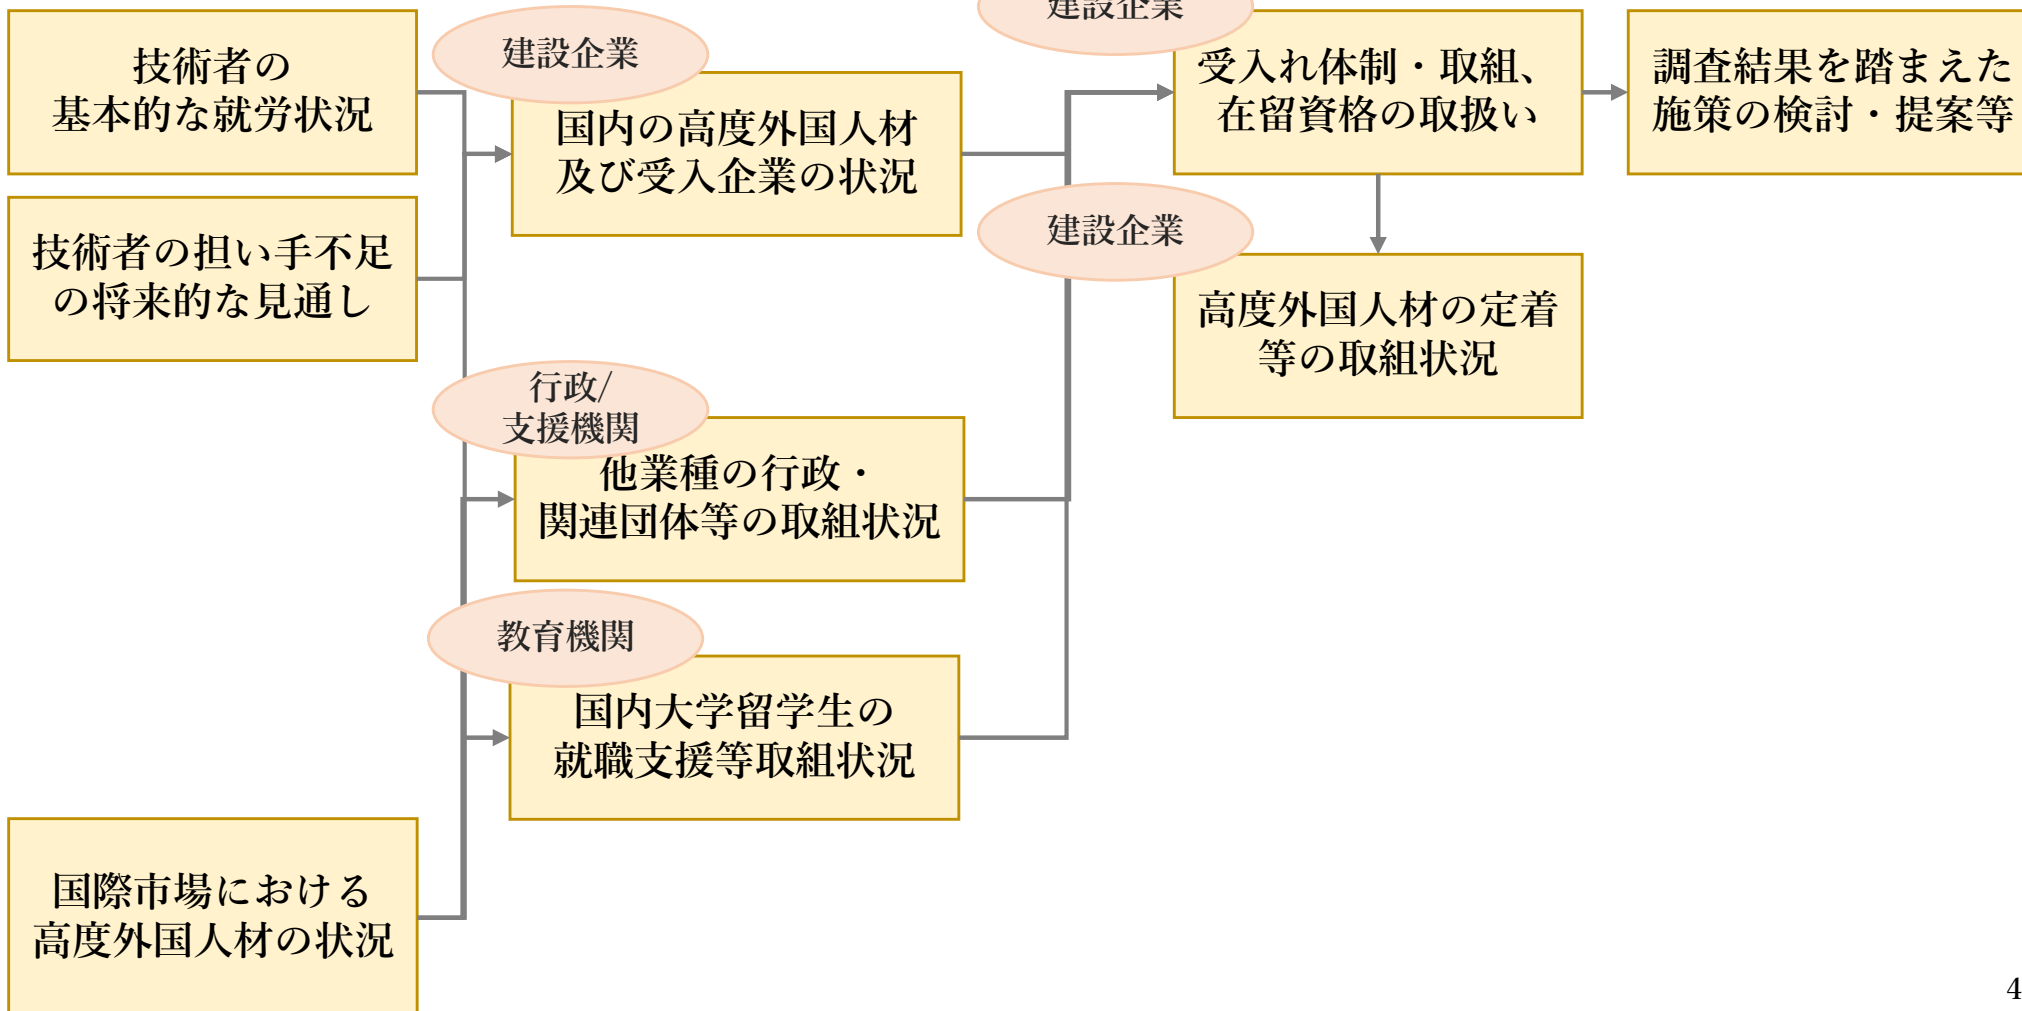 技術者の
基本的な就労状況
技術者の担い手不足
の将来的な見通し
国際市場における
高度外国人材の状況
建設企業
国内の高度外国人材
及び受入企業の状況
行政/
支援機関
他業種の行政・
関連団体等の取組状況
教育機関
国内大学留学生の
就職支援等取組状況
建設企業
受入れ体制・取組、
在留資格の取扱い
建設企業
高度外国人材の定着
等の取組状況
調査結果を踏まえた
施策の検討・提案等
4